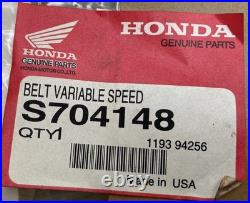 HONDA
GENUINE PARTS
HONDA MOTOR CO.,LTD.
HONDA
GENUINE PARTS
BELT VARIABLE SPEED
S704148
QTY1
1193 94256
Made in USA